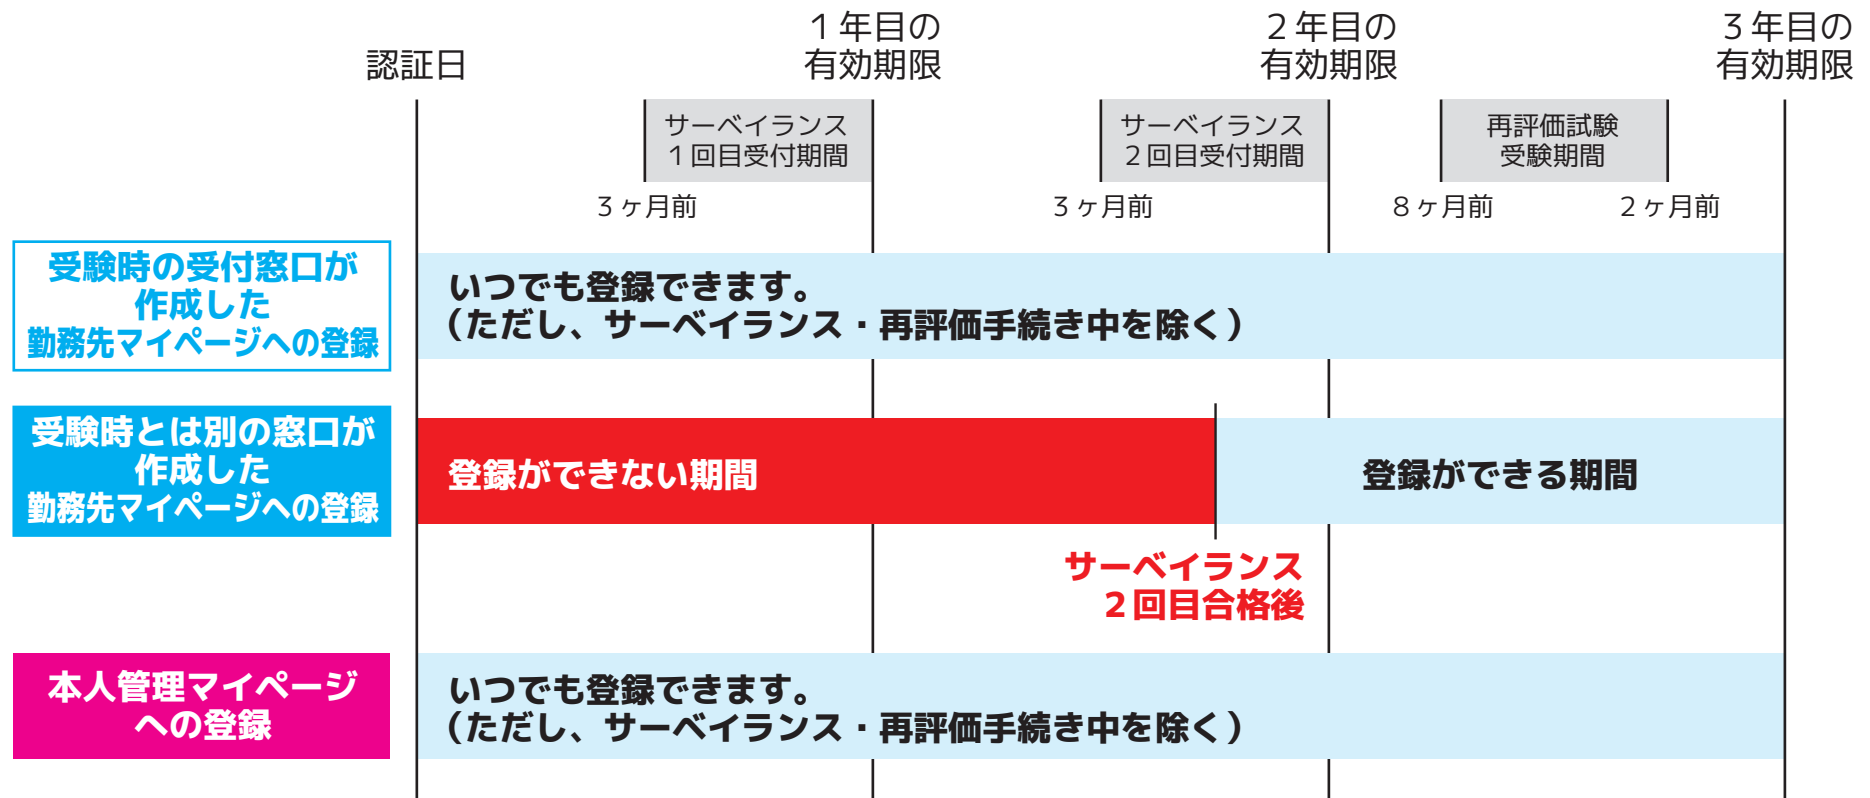 認証日
１年目の
有効期限
２年目の
有効期限
３年目の
有効期限
サーベイランス
１回目受付期間
サーベイランス
２回目受付期間
再評価試験
受験期間
３ヶ月前
３ヶ月前
８ヶ月前
２ヶ月前
受験時の受付窓口が
作成した
勤務先マイページへの登録
いつでも登録できます。
（ただし、サーベイランス・再評価手続き中を除く）
受験時とは別の窓口が
作成した
勤務先マイページへの登録
登録ができない期間
登録ができる期間
サーベイランス
２回目合格後
本人管理マイページ
への登録
いつでも登録できます。
（ただし、サーベイランス・再評価手続き中を除く）